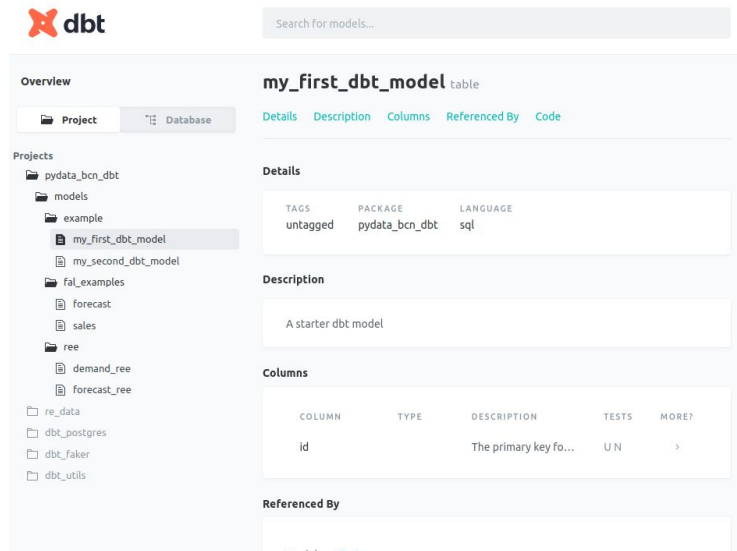 dbt
Search for models...
Overview
Project
Database
Projects
pydata_bcn_dbt
models
example
my_first_dbt_model
my_second_dbt_model
fal_examples
forecast
sales
ree
demand_ree
forecast_ree
re_data
dbt_postgres
dbt_faker
dbt_utils
my_first_dbt_model table
Details Description Columns Referenced By Code
Details
TAGS PACKAGE LANGUAGE
untagged pydata_bcn_dbt sql
Description
A starter dbt model
Columns
COLUMN TYPE DESCRIPTION TESTS MORE?
id The primary key fo... U N >
Referenced By